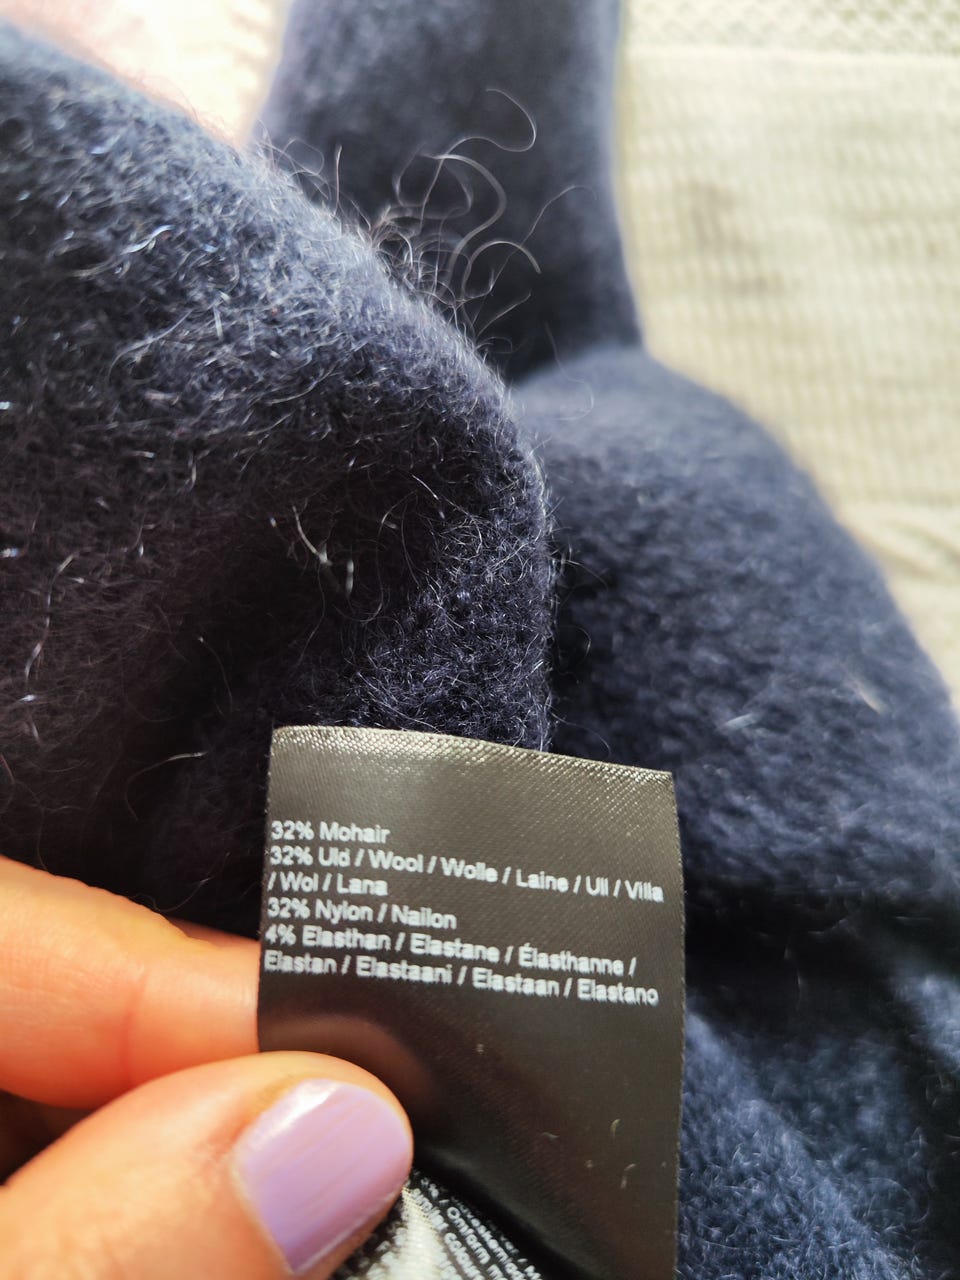 32% Mohair
32% Uld / Wool / Wolle / Laine / Ull / Villa
/ Wol / Lana
32% Nylon / Nailon
4% Elasthan / Elastane / Élasthanne /
Elastan / Elastaani / Elastaan / Elastano